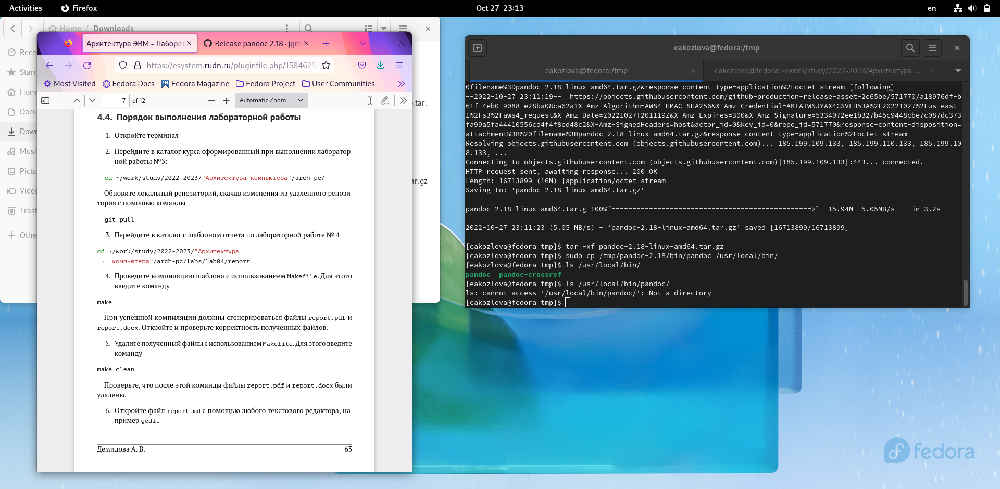 Activities
Firefox
Oct 27  23:13
en
Home / Downloads
Rece
Starr
Hom
Docu
Dow
Musi
Pictu
Vide
Trash
Othe
.tar.
ar.gz
Архитектура ЭВМ - Лаборат
Release pandoc 2.18 · jgm
https://esystem.rudn.ru/pluginfile.php/1584625
Most Visited
Fedora Docs
Fedora Magazine
Fedora Project
User Communities
7 of 12
Automatic Zoom
4.4. Порядок выполнения лабораторной работы
1. Откройте терминал
2. Перейдите в каталог курса сформированный при выполнении лаборатор-
ной работы №3:
cd ~/work/study/2022-2023/"Архитектура компьютера"/arch-pc/
Обновите локальный репозиторий, скачав изменения из удаленного репози-
тория с помощью команды
git pull
3. Перейдите в каталог с шаблоном отчета по лабораторной работе № 4
cd ~/work/study/2022-2023/"Архитектура
↪ компьютера"/arch-pc/labs/lab04/report
4. Проведите компиляцию шаблона с использованием Makefile. Для этого
введите команду
make
При успешной компиляции должны сгенерироваться файлы report.pdf и
report.docx. Откройте и проверьте корректность полученных файлов.
5. Удалите полученный файлы с использованием Makefile. Для этого введите
команду
make clean
Проверьте, что после этой команды файлы report.pdf и report.docx были
удалены.
6. Откройте файл report.md с помощью любого текстового редактора, на-
пример gedit
Демидова А. В.
63
eakozlova@fedora:/tmp
eakozlova@fedora:/tmp
eakozlova@fedora:~/work/study/2022-2023/Архитектура ...
0filename%3Dpandoc-2.18-linux-amd64.tar.gz&response-content-type=application%2Foctet-stream [following]
--2022-10-27 23:11:19--  https://objects.githubusercontent.com/github-production-release-asset-2e65be/571770/a18976df-b
61f-4eb0-9088-e28ba08ca62a?X-Amz-Algorithm=AWS4-HMAC-SHA256&X-Amz-Credential=AKIAIWNJYAX4CSVEH53A%2F20221027%2Fus-east-
1%2Fs3%2Faws4_request&X-Amz-Date=20221027T201119Z&X-Amz-Expires=300&X-Amz-Signature=5334072ee1b327b45c9448cbe7c087dc373
fa99a5fa44410556cd4f4f8cd48c2&X-Amz-SignedHeaders=host&actor_id=0&key_id=0&repo_id=571770&response-content-disposition=
attachment%3B%20filename%3Dpandoc-2.18-linux-amd64.tar.gz&response-content-type=application%2Foctet-stream
Resolving objects.githubusercontent.com (objects.githubusercontent.com)... 185.199.109.133, 185.199.110.133, 185.199.10
8.133, ...
Connecting to objects.githubusercontent.com (objects.githubusercontent.com)|185.199.109.133|:443... connected.
HTTP request sent, awaiting response... 200 OK
Length: 16713899 (16M) [application/octet-stream]
Saving to: ‘pandoc-2.18-linux-amd64.tar.gz’
pandoc-2.18-linux-amd64.tar.g 100%[================================================>]  15.94M  5.05MB/s    in 3.2s
2022-10-27 23:11:23 (5.05 MB/s) - ‘pandoc-2.18-linux-amd64.tar.gz’ saved [16713899/16713899]
[eakozlova@fedora tmp]$ tar -xf pandoc-2.18-linux-amd64.tar.gz
[eakozlova@fedora tmp]$ sudo cp /tmp/pandoc-2.18/bin/pandoc /usr/local/bin/
[eakozlova@fedora tmp]$ ls /usr/local/bin/
pandoc  pandoc-crossref
[eakozlova@fedora tmp]$ ls /usr/local/bin/pandoc/
ls: cannot access '/usr/local/bin/pandoc/': Not a directory
[eakozlova@fedora tmp]$
fedora